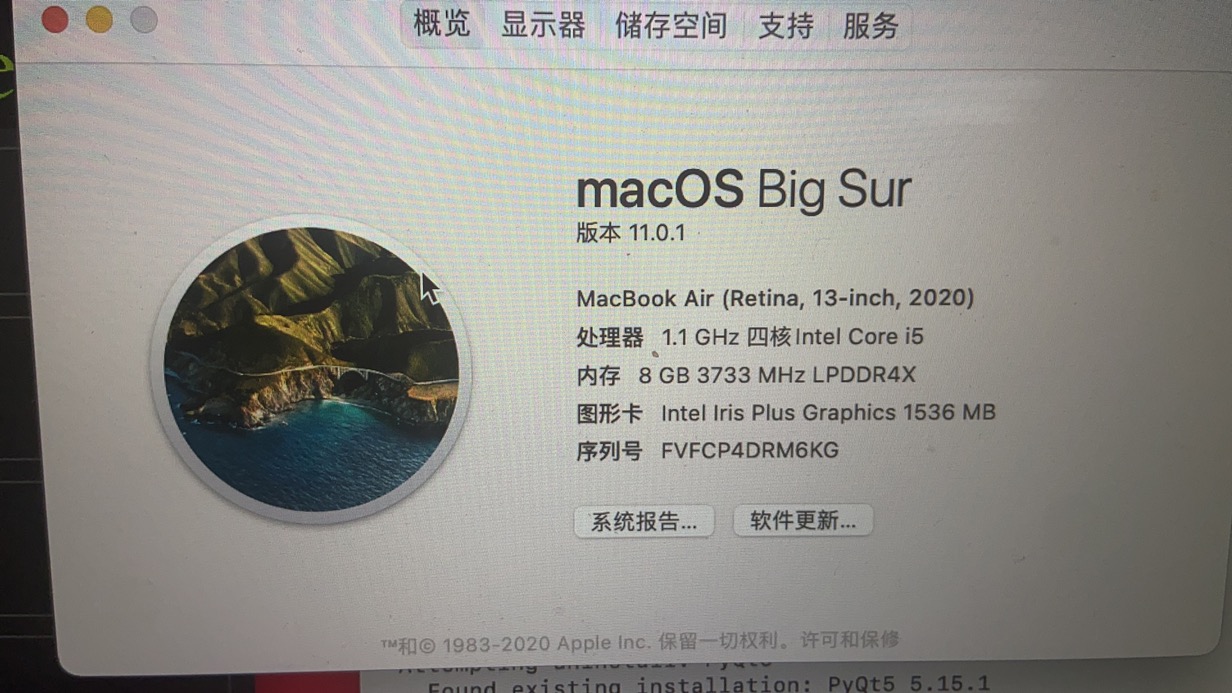 概览 显示器 储存空间 支持 服务
macOS Big Sur
版本 11.0.1
MacBook Air (Retina, 13-inch, 2020)
处理器 1.1 GHz 四核Intel Core i5
内存 8 GB 3733 MHz LPDDR4X
图形卡 Intel Iris Plus Graphics 1536 MB
序列号 FVFCP4DRM6KG
系统报告... 软件更新...
™和© 1983-2020 Apple Inc. 保留一切权利。许可和保修
Attempting uninstall: PyQt5
Found existing installation: PyQt5 5.15.1